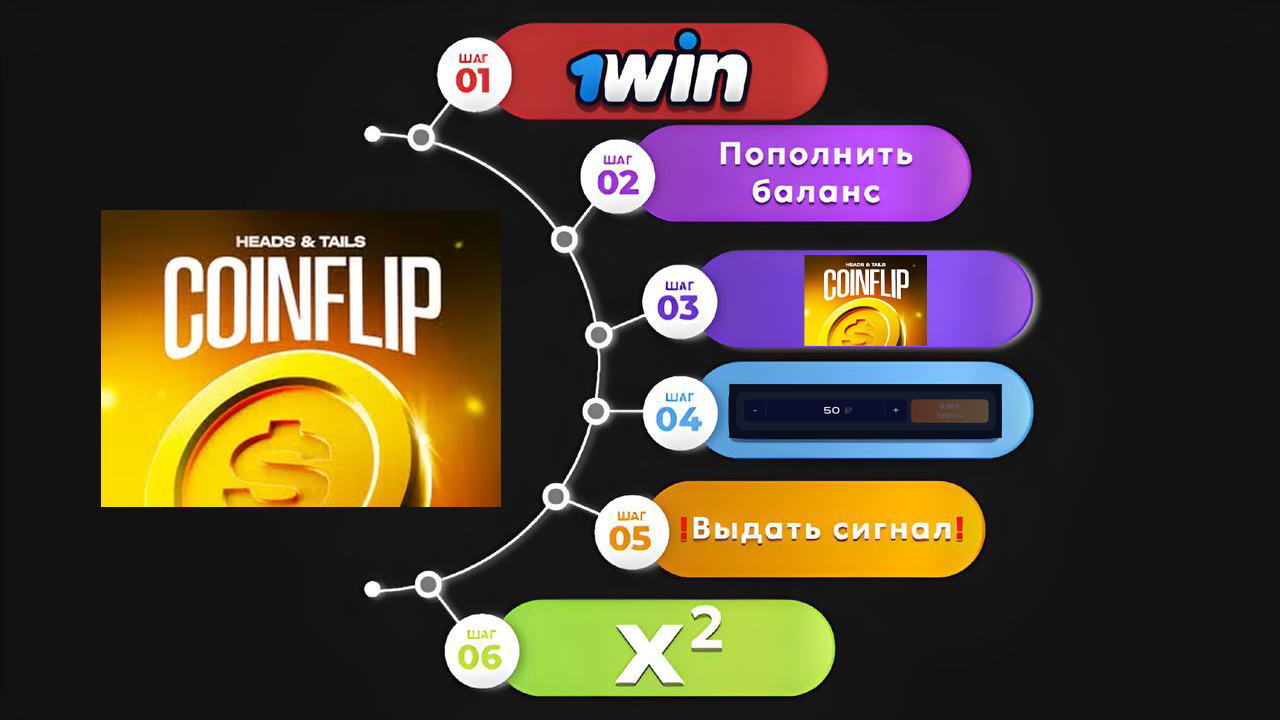 ШАГ
01
1win
ШАГ
02
Пополнить
баланс
HEADS & TAILS
COINFLIP
ШАГ
03
HEADS & TAILS
COINFLIP
ШАГ
04
- 50 ₽ +
ШАГ
05
!Выдать сигнал!
ШАГ
06
x²